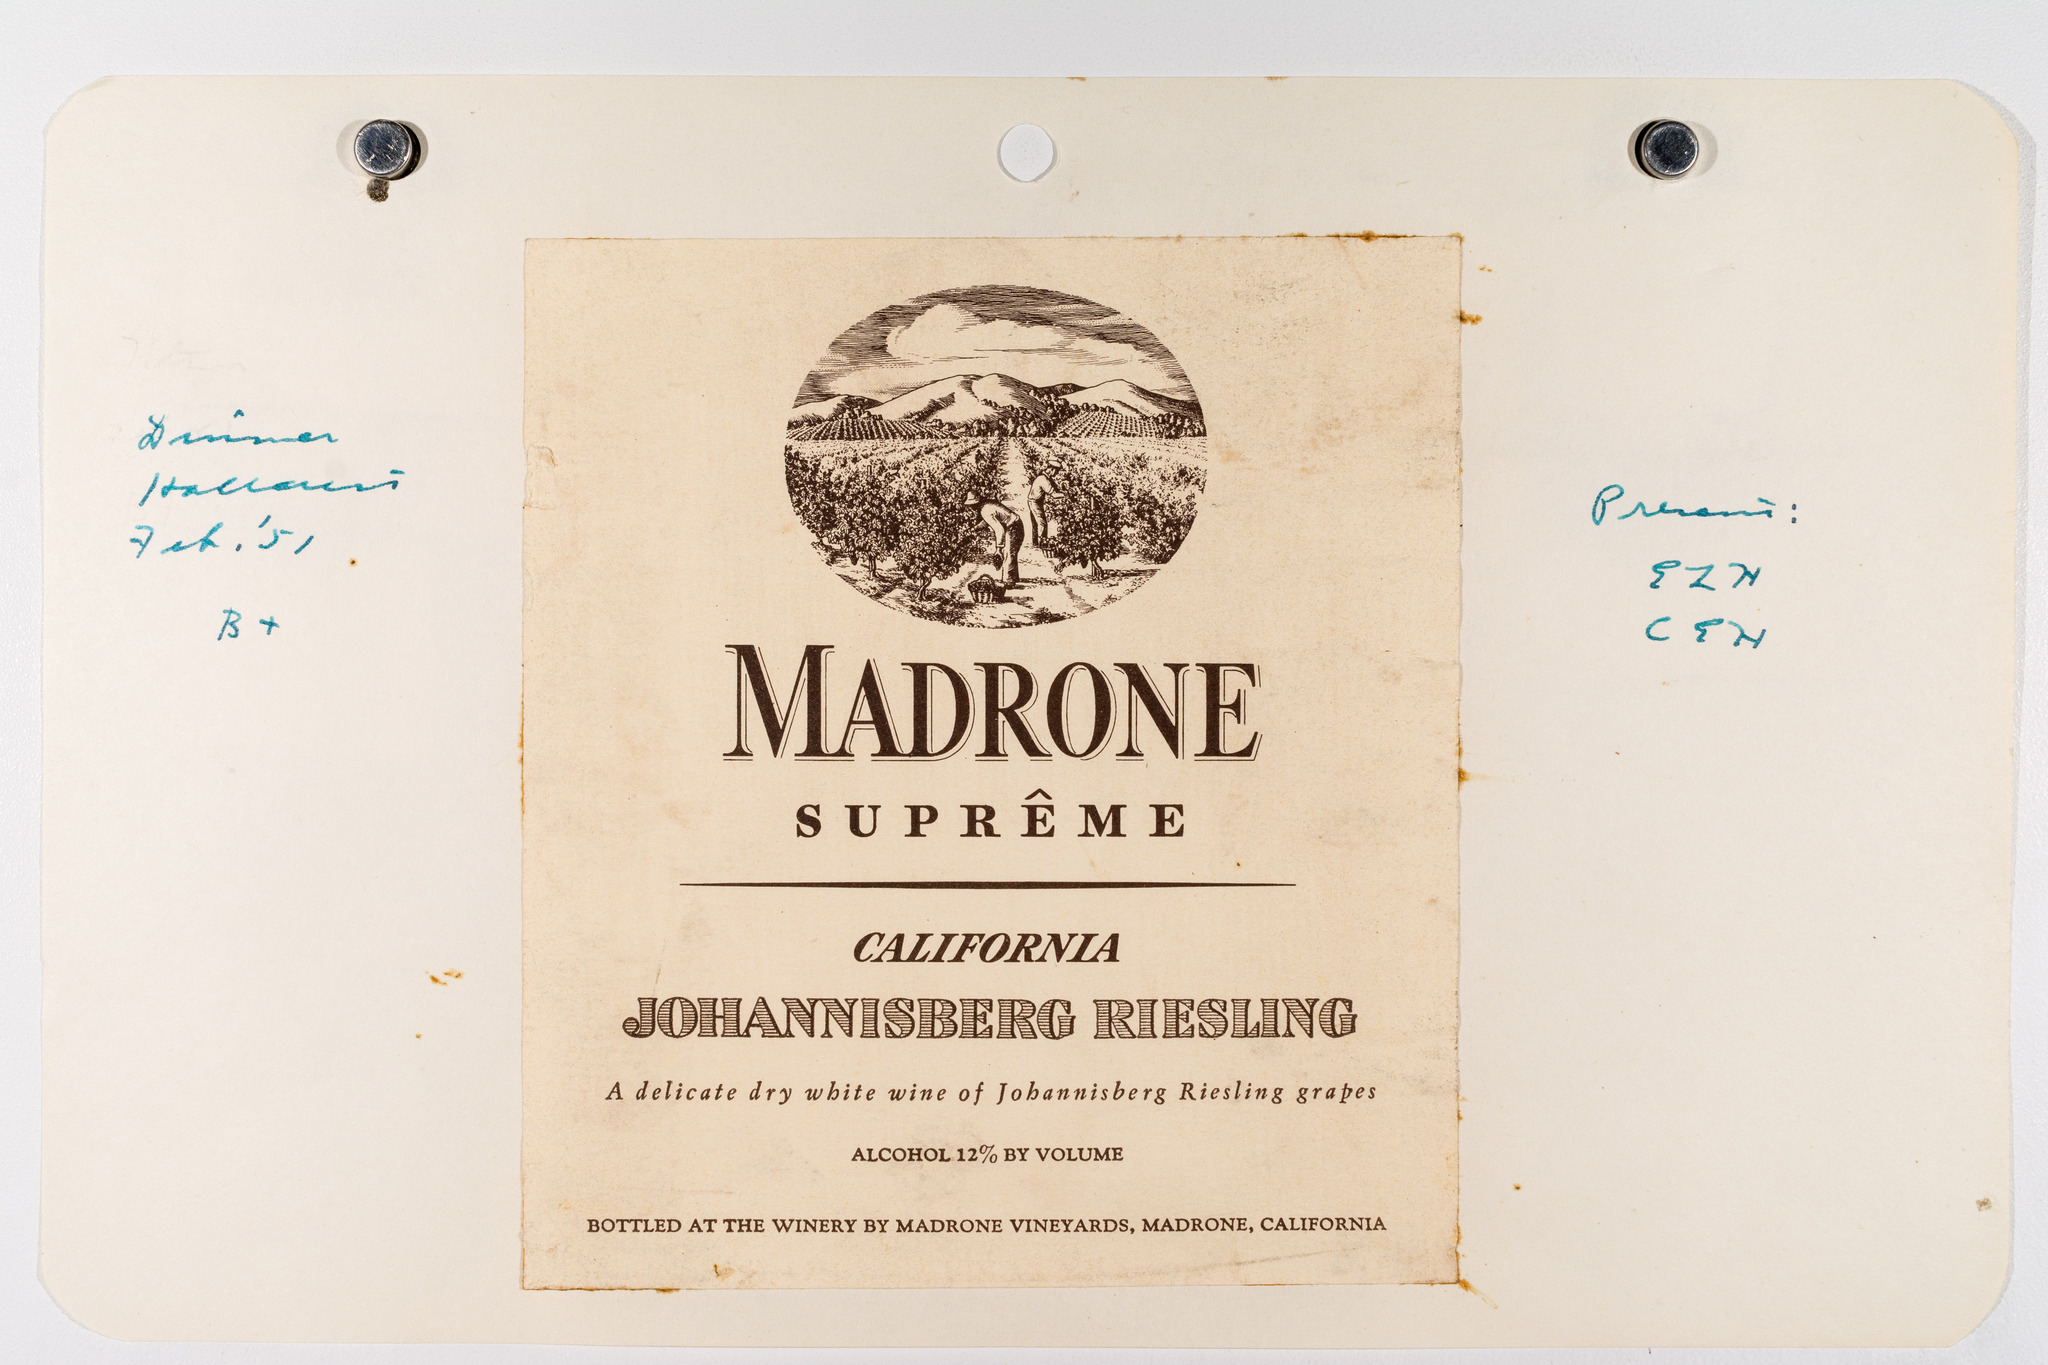 Dinner
Hallcrest
Feb. '51
B+
MADRONE
SUPRÊME
CALIFORNIA
JOHANNISBERG RIESLING
A delicate dry white wine of Johannisberg Riesling grapes
ALCOHOL 12% BY VOLUME
BOTTLED AT THE WINERY BY MADRONE VINEYARDS, MADRONE, CALIFORNIA
Present:
ELH
CEH